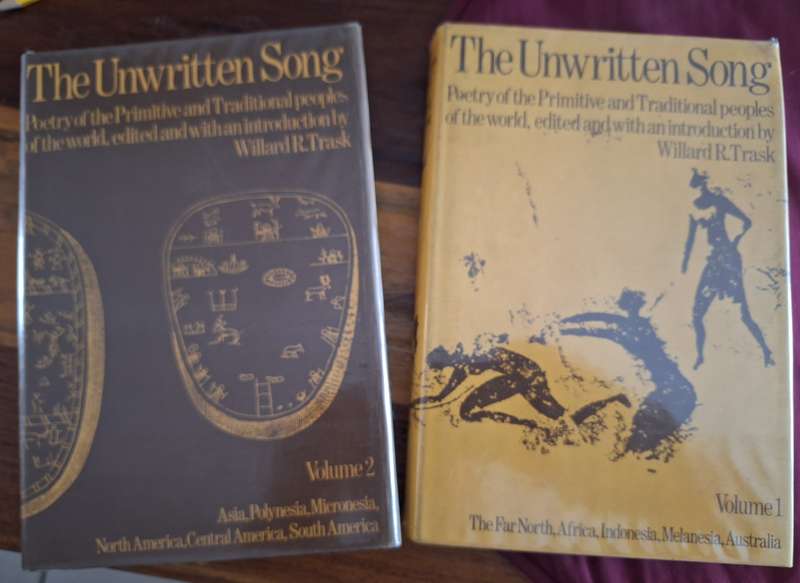 The Unwritten Song
Poetry of the Primitive and Traditional peoples
of the world, edited and with an introduction by
Willard R. Trask
Volume 2
Asia, Polynesia, Micronesia,
North America, Central America, South America
The Unwritten Song
Poetry of the Primitive and Traditional peoples
of the world, edited and with an introduction by
Willard R. Trask
Volume 1
The Far North, Africa, Indonesia, Melanesia, Australia